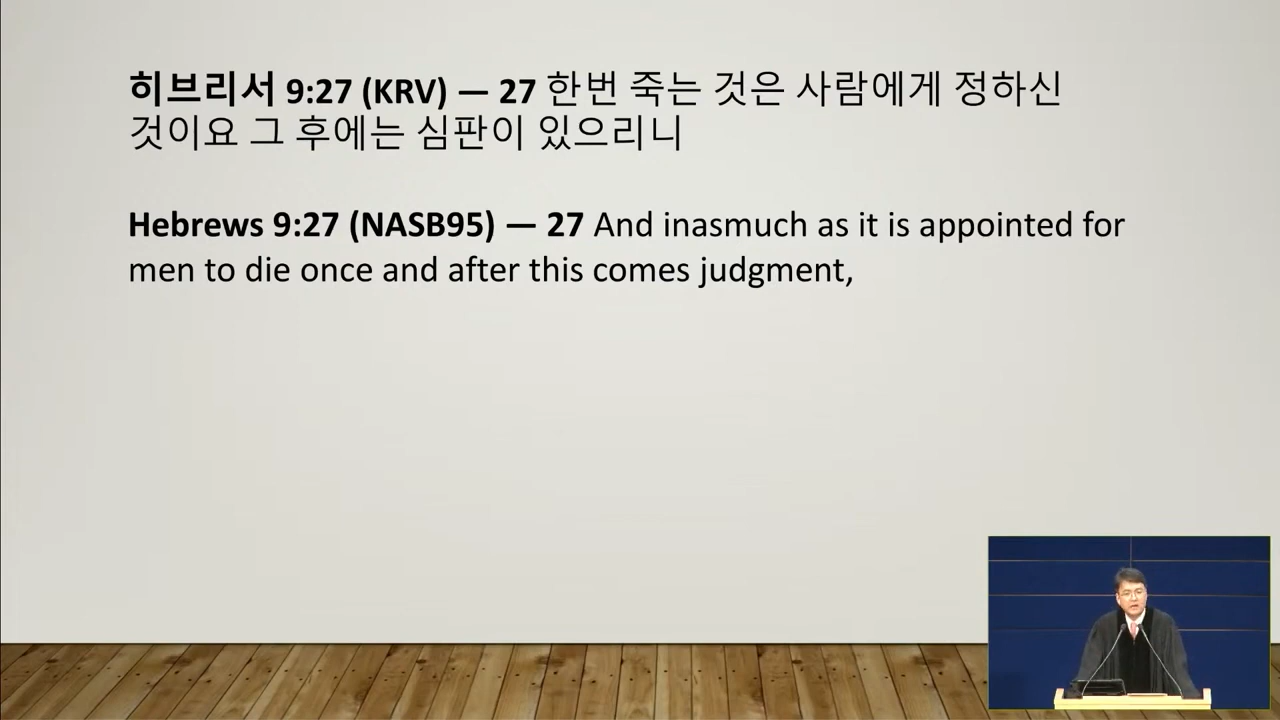 히브리서 9:27 (KRV) — 27 한번 죽는 것은 사람에게 정하신
것이요 그 후에는 심판이 있으리니
Hebrews 9:27 (NASB95) — 27 And inasmuch as it is appointed for
men to die once and after this comes judgment,